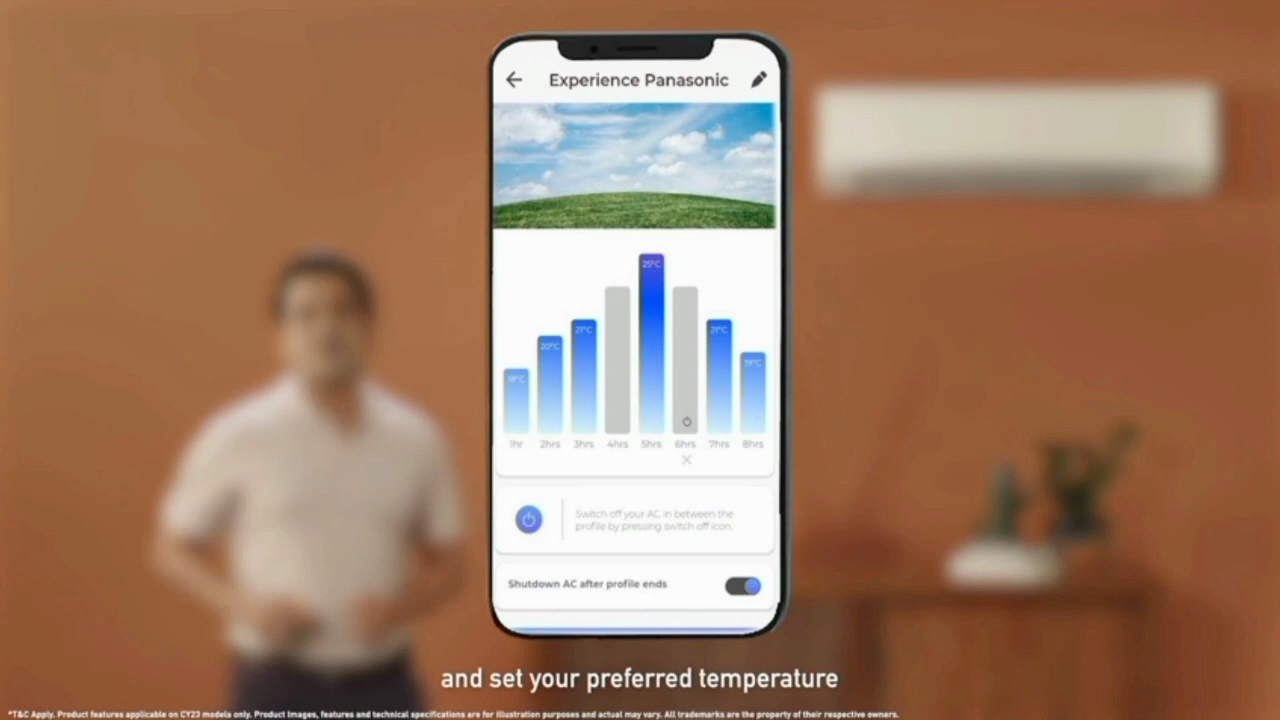 Experience Panasonic
25°C
21°C
21°C
20°C
19°C
18°C
1hr 2hrs 3hrs 4hrs 5hrs 6hrs 7hrs 8hrs
Switch off your AC in between the
profile by pressing switch off icon.
Shutdown AC after profile ends
and set your preferred temperature
*T&C Apply. Product features applicable on CY23 models only. Product Images, features and technical specifications are for illustration purposes and actual may vary. All trademarks are the property of their respective owners.